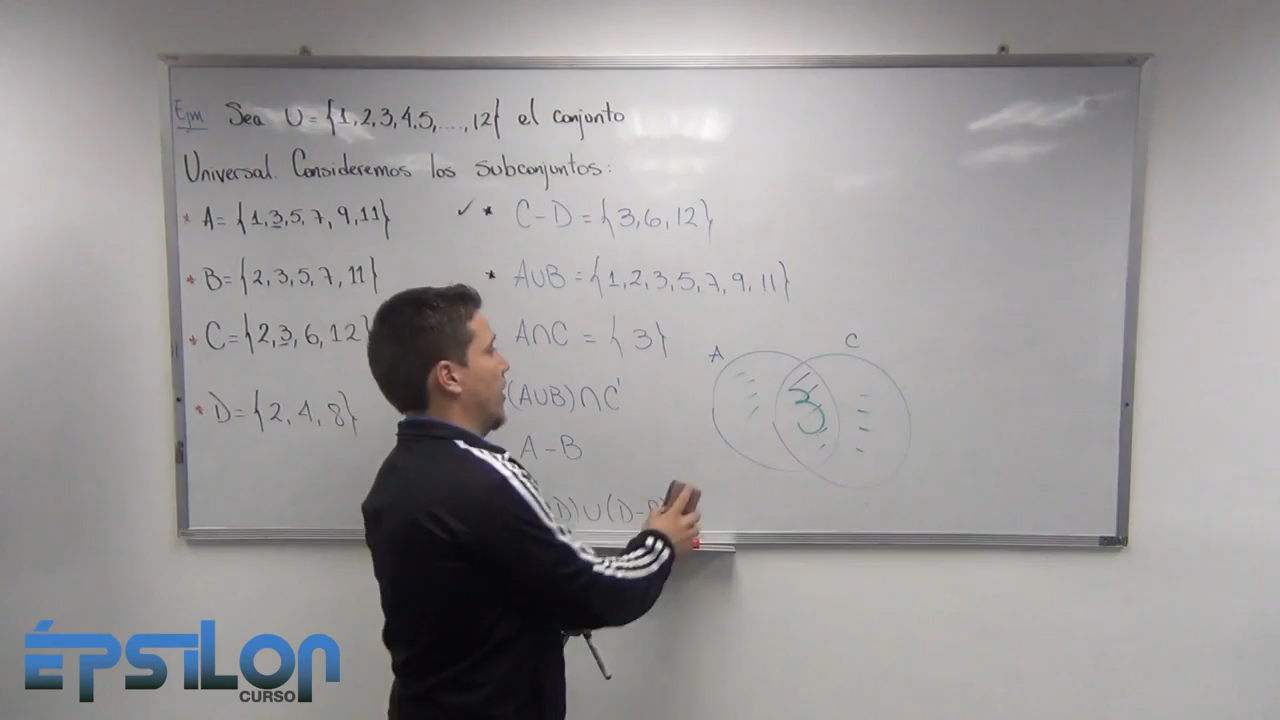 Ejm Sea U = {1,2,3,4,5,....,12} el conjunto
Universal. Consideremos los subconjuntos:
* A= {1,3,5,7,9,11}
* B= {2,3,5,7,11}
* C= {2,3,6,12}
* D= {2,4,8}
✓ * C-D = {3,6,12}
* A∪B = {1,2,3,5,7,9,11}
A∩C = {3}
(A∪B)∩C'
A-B
D)∪(D-
A
C
3
ÉPSILON
CURSO